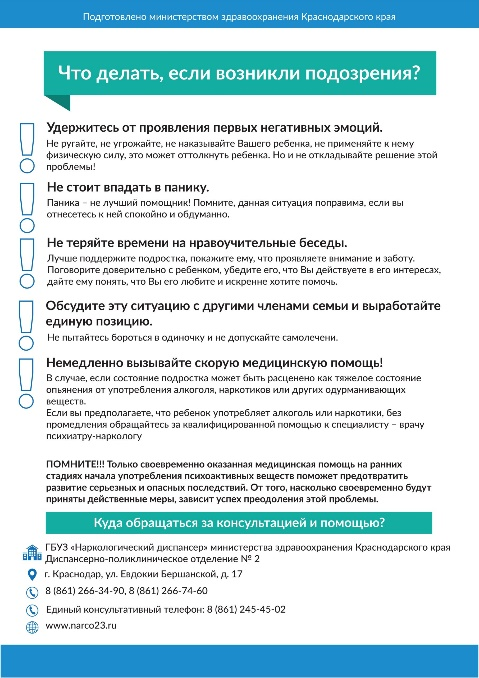 Подготовлено министерством здравоохранения Краснодарского края
Что делать, если возникли подозрения?
Удержитесь от проявления первых негативных эмоций.
Не ругайте, не угрожайте, не наказывайте Вашего ребенка, не применяйте к нему
физическую силу, это может оттолкнуть ребенка. Но и не откладывайте решение этой
проблемы!
Не стоит впадать в панику.
Паника – не лучший помощник! Помните, данная ситуация поправима, если вы
отнесетесь к ней спокойно и обдуманно.
Не теряйте времени на нравоучительные беседы.
Лучше поддержите подростка, покажите ему, что проявляете внимание и заботу.
Поговорите доверительно с ребенком, убедите его, что Вы действуете в его интересах,
дайте ему понять, что Вы его любите и искренне хотите помочь.
Обсудите эту ситуацию с другими членами семьи и выработайте
единую позицию.
Не пытайтесь бороться в одиночку и не допускайте самолечени.
Немедленно вызывайте скорую медицинскую помощь!
В случае, если состояние подростка может быть расценено как тяжелое состояние
опьянения от употребления алкоголя, наркотиков или других одурманивающих
веществ.
Если вы предполагаете, что ребенок употребляет алкоголь или наркотики, без
промедления обращайтесь за квалифицированной помощью к специалисту – врачу
психиатру-наркологу
ПОМНИТЕ!!! Только своевременно оказанная медицинская помощь на ранних
стадиях начала употребления психоактивных веществ поможет предотвратить
развитие серьезных и опасных последствий. От того, насколько своевременно будут
приняты действенные меры, зависит успех преодоления этой проблемы.
Куда обращаться за консультацией и помощью?
ГБУЗ «Наркологический диспансер» министерства здравоохранения Краснодарского края
Диспансерно-поликлиническое отделение № 2
г. Краснодар, ул. Евдокии Бершанской, д. 17
8 (861) 266-34-90, 8 (861) 266-74-60
Единый консультативный телефон: 8 (861) 245-45-02
www.narco23.ru